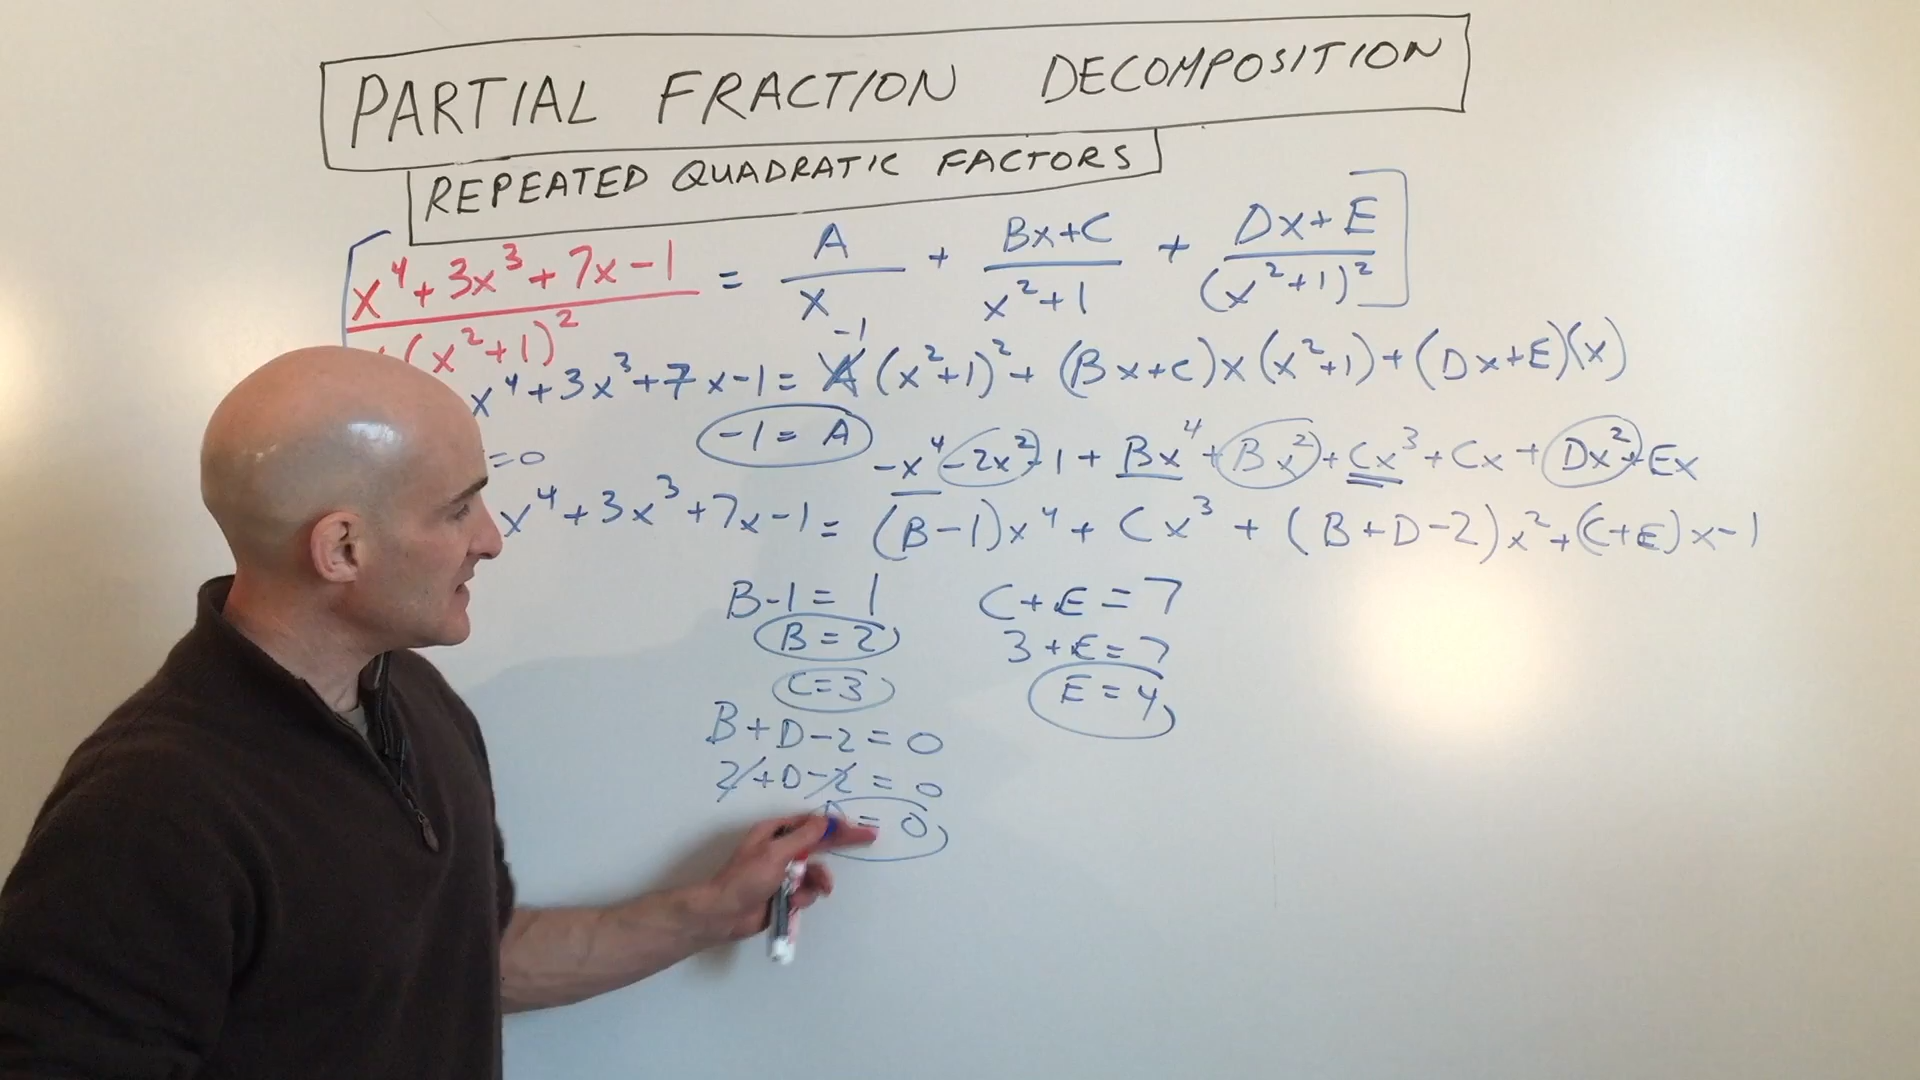 PARTIAL FRACTION DECOMPOSITION
REPEATED QUADRATIC FACTORS
x⁴+3x³+7x-1 = A + Bx+C + Dx+E
(x²+1)² x x²+1 (x²+1)²
-1
x⁴+3x³+7x-1= A (x²+1)²+ (Bx+C)x(x²+1)+(Dx+E)(x)
=0 -1=A -x⁴-2x²-1+Bx⁴+Bx²+Cx³+Cx+Dx²+Ex
x⁴+3x³+7x-1= (B-1)x⁴+ Cx³ + (B+D-2)x²+(C+E)x-1
B-1=1 C+E=7
B=2 3+E=7
C=3 E=4
B+D-2=0
2+D-2=0
=0